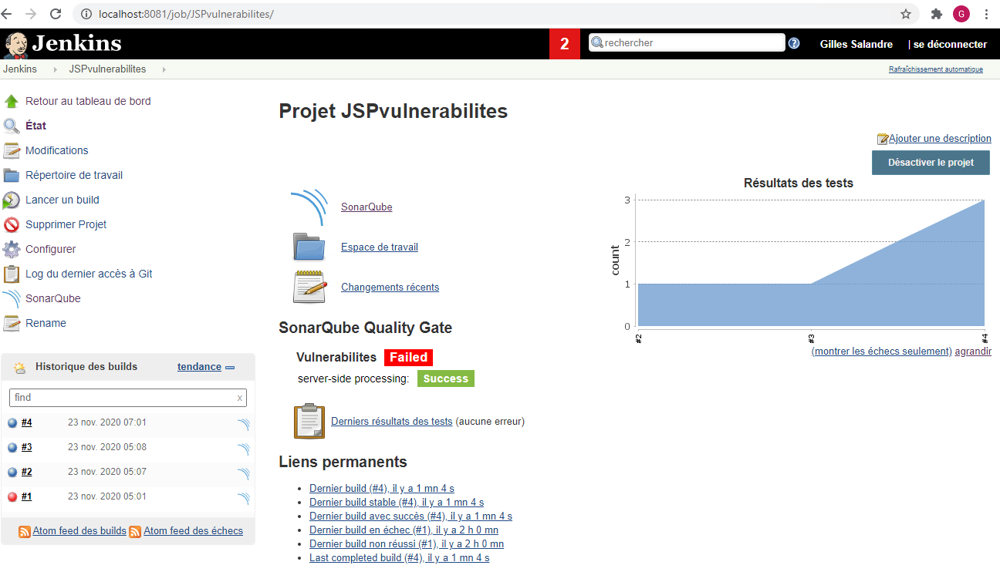 localhost:8081/job/JSPvulnerabilites/
G
Jenkins
2
rechercher
?
Gilles Salandre
| se déconnecter
Jenkins
JSPvulnerabilites
Rafraîchissement automatique
Retour au tableau de bord
État
Modifications
Répertoire de travail
Lancer un build
Supprimer Projet
Configurer
Log du dernier accès à Git
SonarQube
Rename
Historique des builds
tendance
find
x
#4 23 nov. 2020 07:01
#3 23 nov. 2020 05:08
#2 23 nov. 2020 05:07
#1 23 nov. 2020 05:01
Atom feed des builds
Atom feed des échecs
Projet JSPvulnerabilites
Ajouter une description
Désactiver le projet
SonarQube
Espace de travail
Changements récents
Résultats des tests
count
3
2
1
0
#2
#3
#4
(montrer les échecs seulement) agrandir
SonarQube Quality Gate
Vulnerabilites Failed
server-side processing: Success
Derniers résultats des tests (aucune erreur)
Liens permanents
Dernier build (#4), il y a 1 mn 4 s
Dernier build stable (#4), il y a 1 mn 4 s
Dernier build avec succès (#4), il y a 1 mn 4 s
Dernier build en échec (#1), il y a 2 h 0 mn
Dernier build non réussi (#1), il y a 2 h 0 mn
Last completed build (#4), il y a 1 mn 4 s